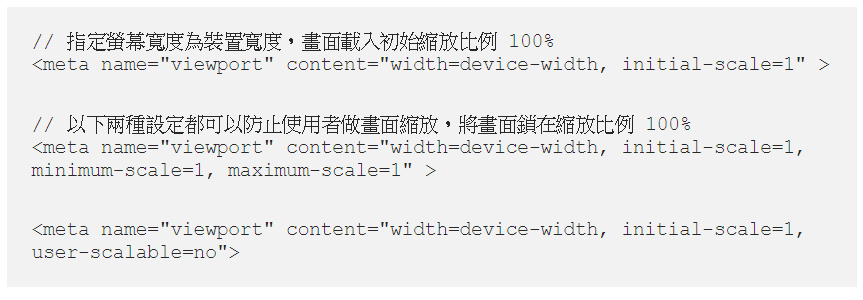 // 指定螢幕寬度為裝置寬度，畫面載入初始縮放比例 100%
<meta name="viewport" content="width=device-width, initial-scale=1" >
// 以下兩種設定都可以防止使用者做畫面縮放，將畫面鎖在縮放比例 100%
<meta name="viewport" content="width=device-width, initial-scale=1,
minimum-scale=1, maximum-scale=1" >
<meta name="viewport" content="width=device-width, initial-scale=1,
user-scalable=no">